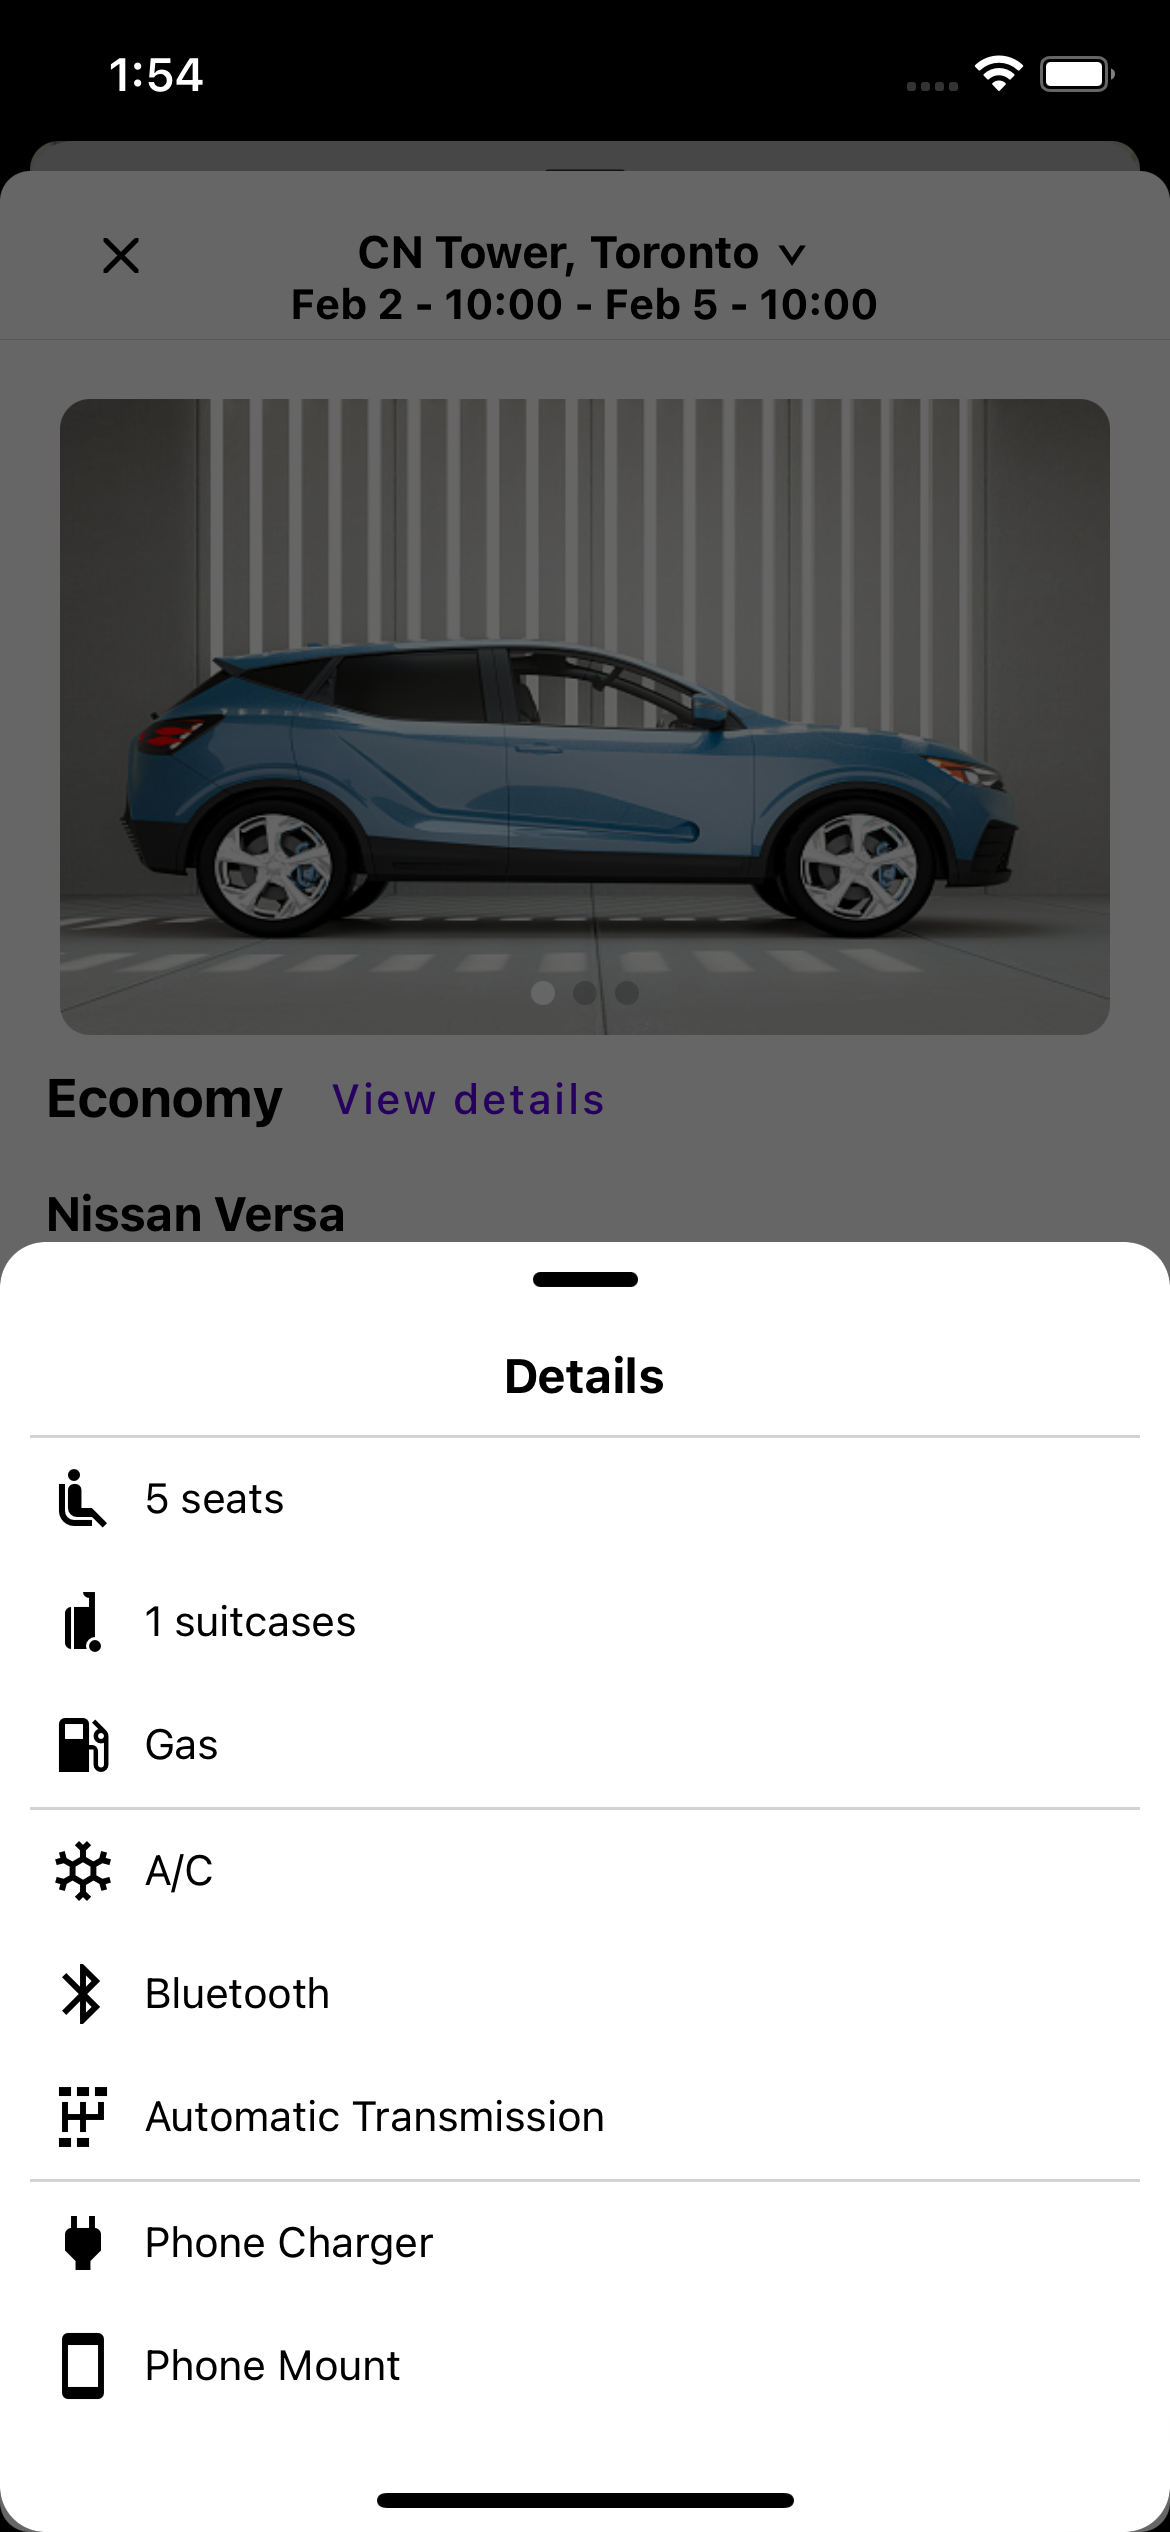 1:54
CN Tower, Toronto
Feb 2 - 10:00 - Feb 5 - 10:00
Economy View details
Nissan Versa
Details
5 seats
1 suitcases
Gas
A/C
Bluetooth
Automatic Transmission
Phone Charger
Phone Mount